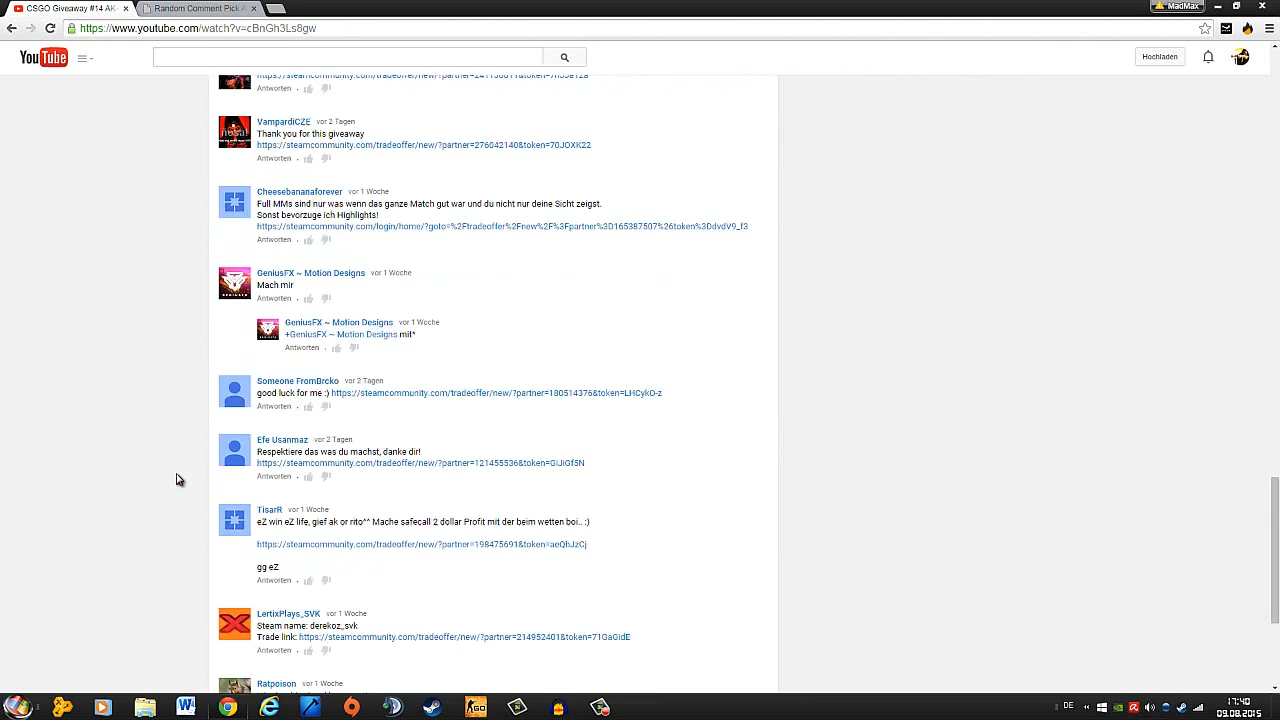 CSGO Giveaway #14 AK-
Random Comment Pick A
MadMax
https://www.youtube.com/watch?v=cBnGh3Ls8gw
YouTube
Hochladen
Antworten
VampardiCZE vor 2 Tagen
Thank you for this giveaway
https://steamcommunity.com/tradeoffer/new/?partner=276042140&token=70JOXK22
Antworten
Cheesebananaforever vor 1 Woche
Full MMs sind nur was wenn das ganze Match gut war und du nicht nur deine Sicht zeigst.
Sonst bevorzuge ich Highlights!
https://steamcommunity.com/login/home/?goto=%2Ftradeoffer%2Fnew%2F%3Fpartner%3D165387507%26token%3DdvdV9_f3
Antworten
GeniusFX ~ Motion Designs vor 1 Woche
Mach mir
Antworten
GeniusFX ~ Motion Designs vor 1 Woche
+GeniusFX ~ Motion Designs mit*
Antworten
Someone FromBrcko vor 2 Tagen
good luck for me :) https://steamcommunity.com/tradeoffer/new/?partner=180514376&token=LHCykO-z
Antworten
Efe Usanmaz vor 2 Tagen
Respektiere das was du machst, danke dir!
https://steamcommunity.com/tradeoffer/new/?partner=121455536&token=GiJiGf5N
Antworten
TisarR vor 1 Woche
eZ win eZ life, gief ak or rito^^ Mache safecall 2 dollar Profit mit der beim wetten boi.. ;)
https://steamcommunity.com/tradeoffer/new/?partner=198475691&token=aeQhJzCj
gg eZ
Antworten
LertixPlays_SVK vor 1 Woche
Steam name: derekoz_svk
Trade link: https://steamcommunity.com/tradeoffer/new/?partner=214952401&token=71GaGidE
Antworten
Ratpoison vor 1 Woche
DE
17:40
09.08.2015